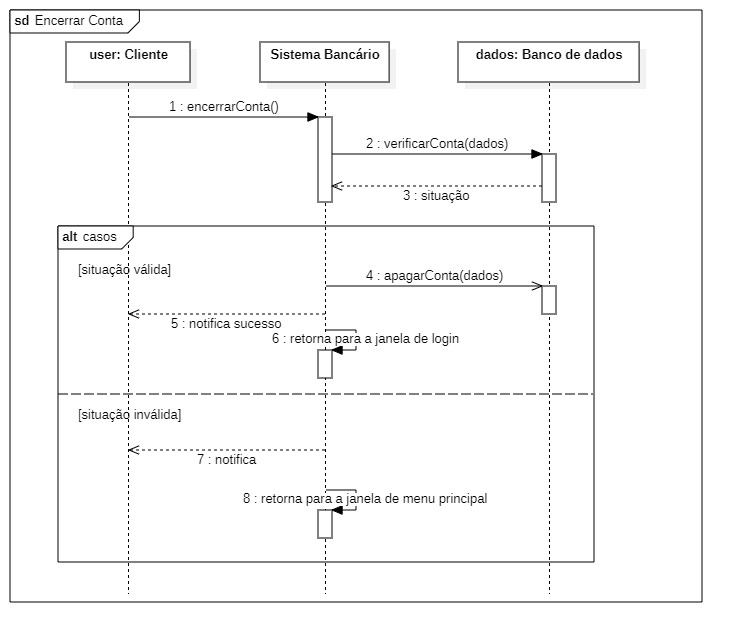 sd Encerrar Conta
user: Cliente
Sistema Bancário
dados: Banco de dados
1 : encerrarConta()
2 : verificarConta(dados)
3 : situação
alt casos
[situação válida]
4 : apagarConta(dados)
5 : notifica sucesso
6 : retorna para a janela de login
[situação inválida]
7 : notifica
8 : retorna para a janela de menu principal